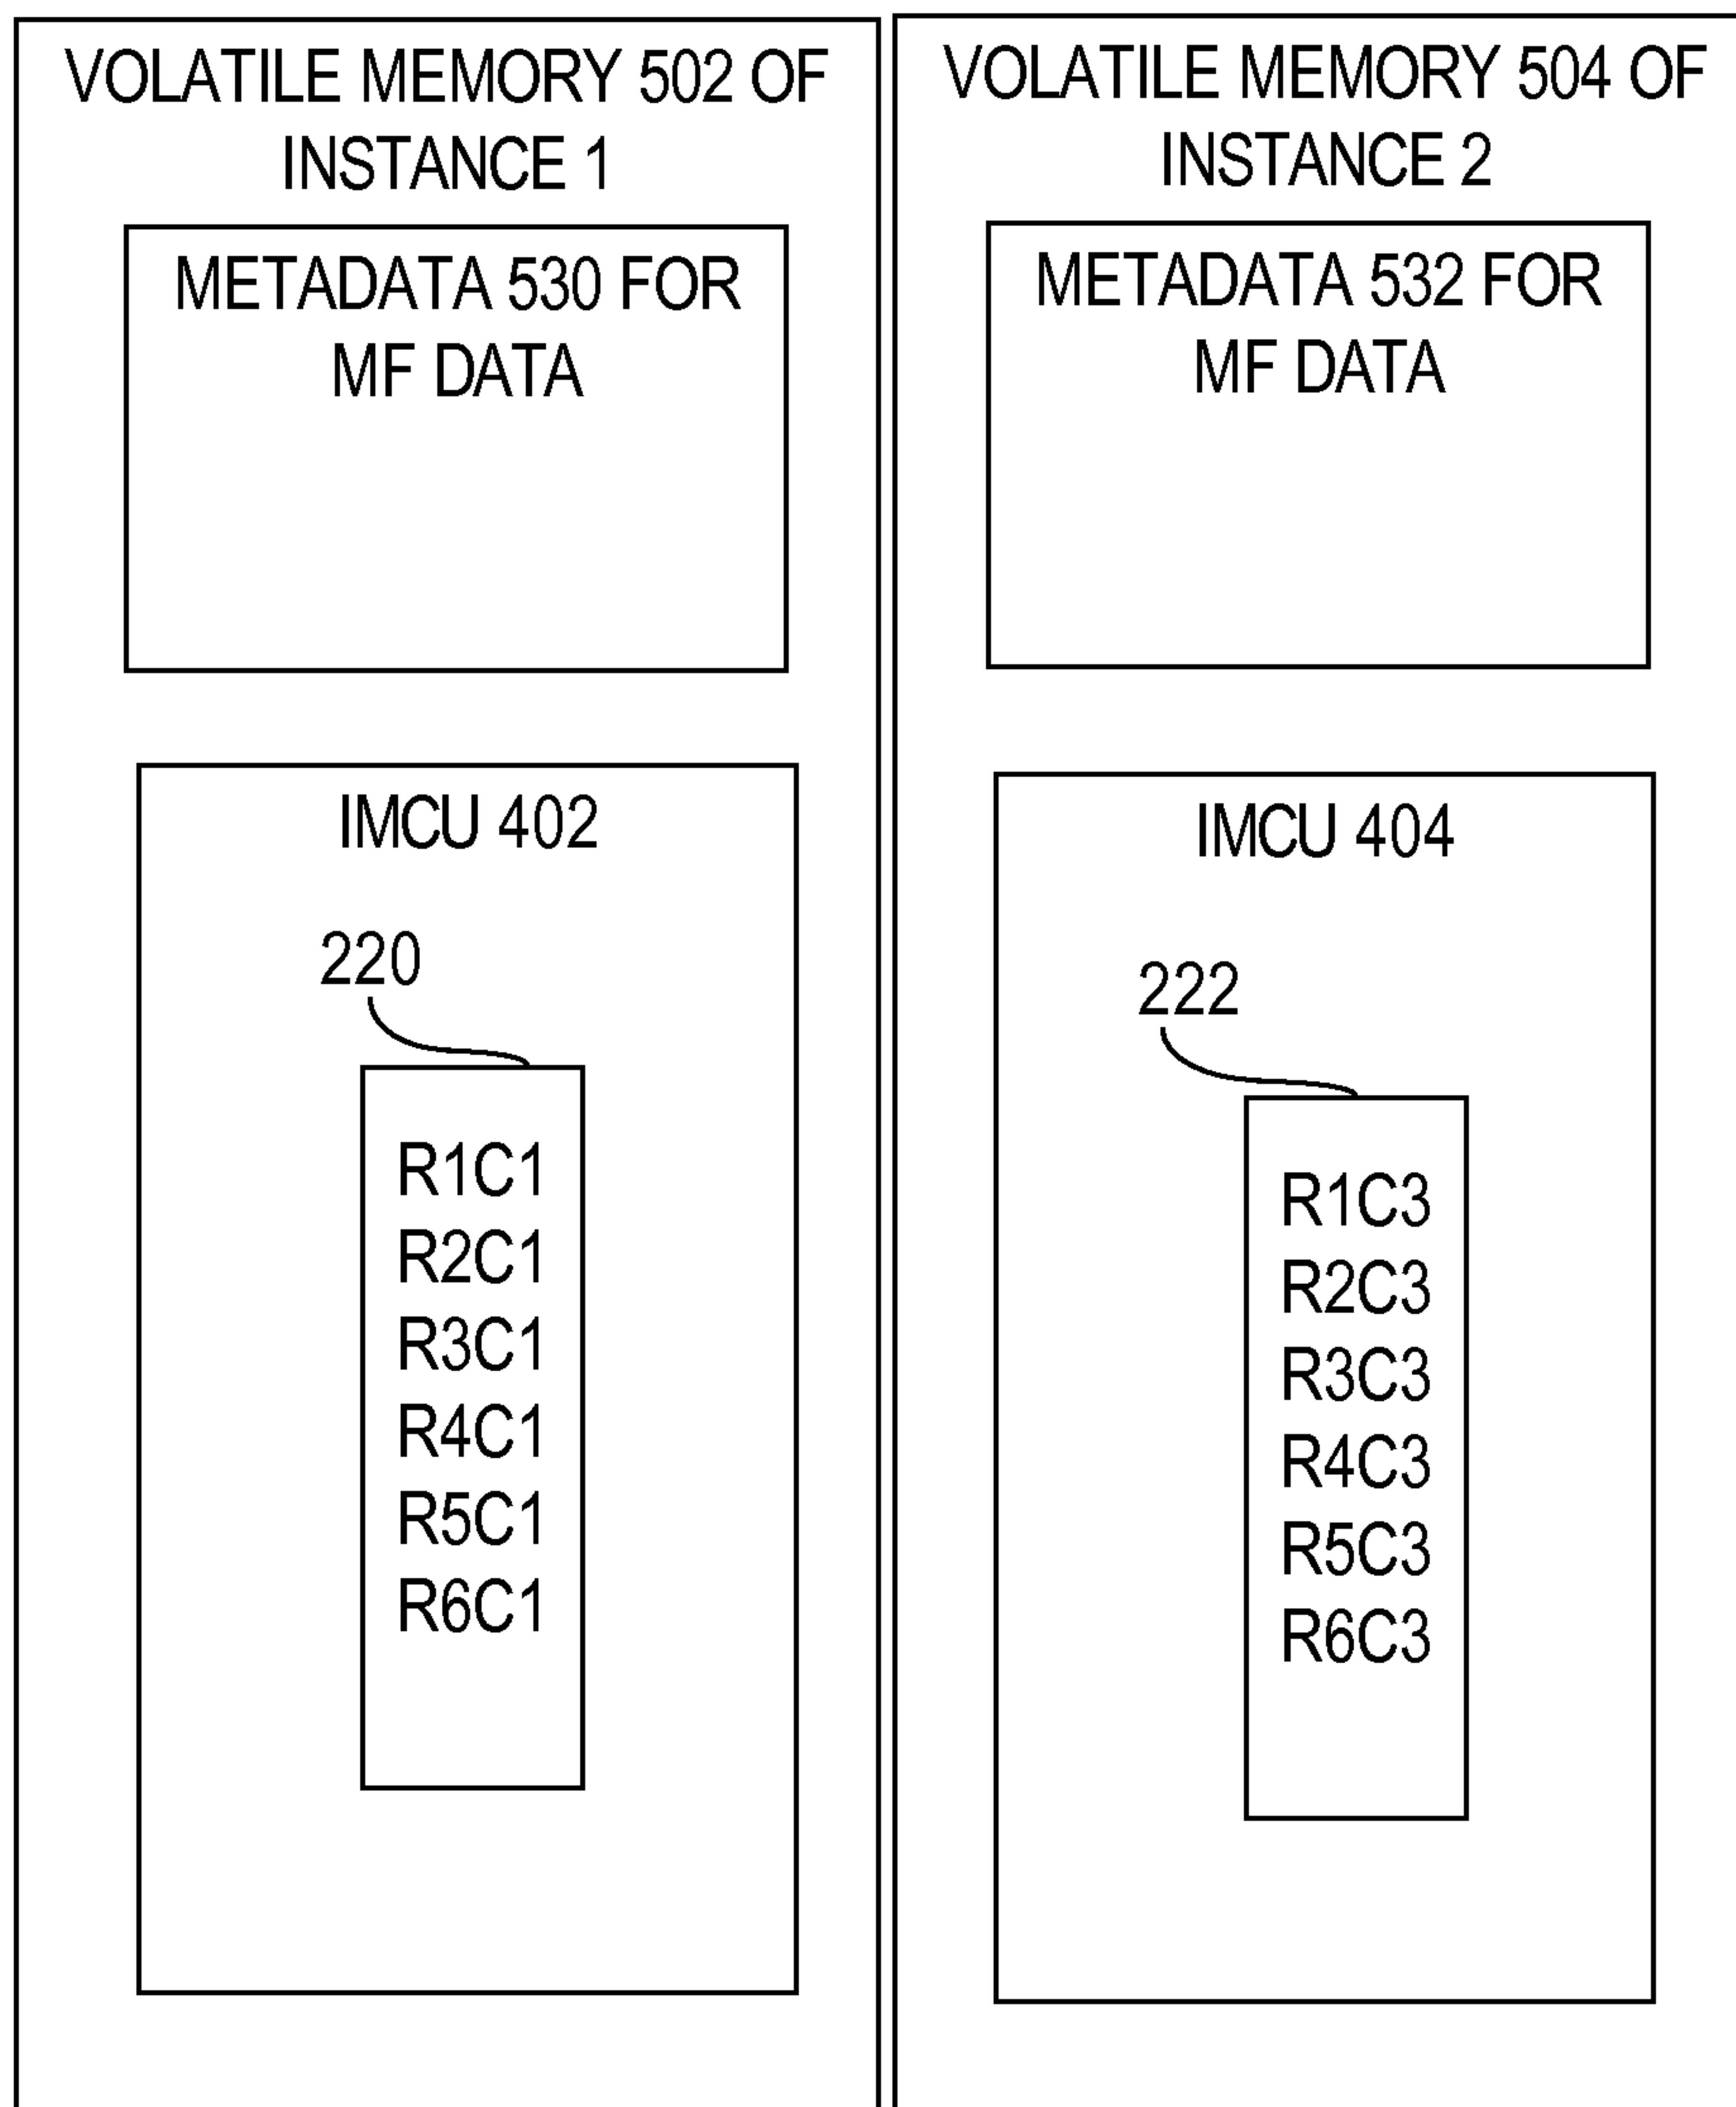 VOLATILE MEMORY 502 OF
INSTANCE 1
METADATA 530 FOR
MF DATA
IMCU 402
220
R1C1
R2C1
R3C1
R4C1
R5C1
R6C1
VOLATILE MEMORY 504 OF
INSTANCE 2
METADATA 532 FOR
MF DATA
IMCU 404
222
R1C3
R2C3
R3C3
R4C3
R5C3
R6C3